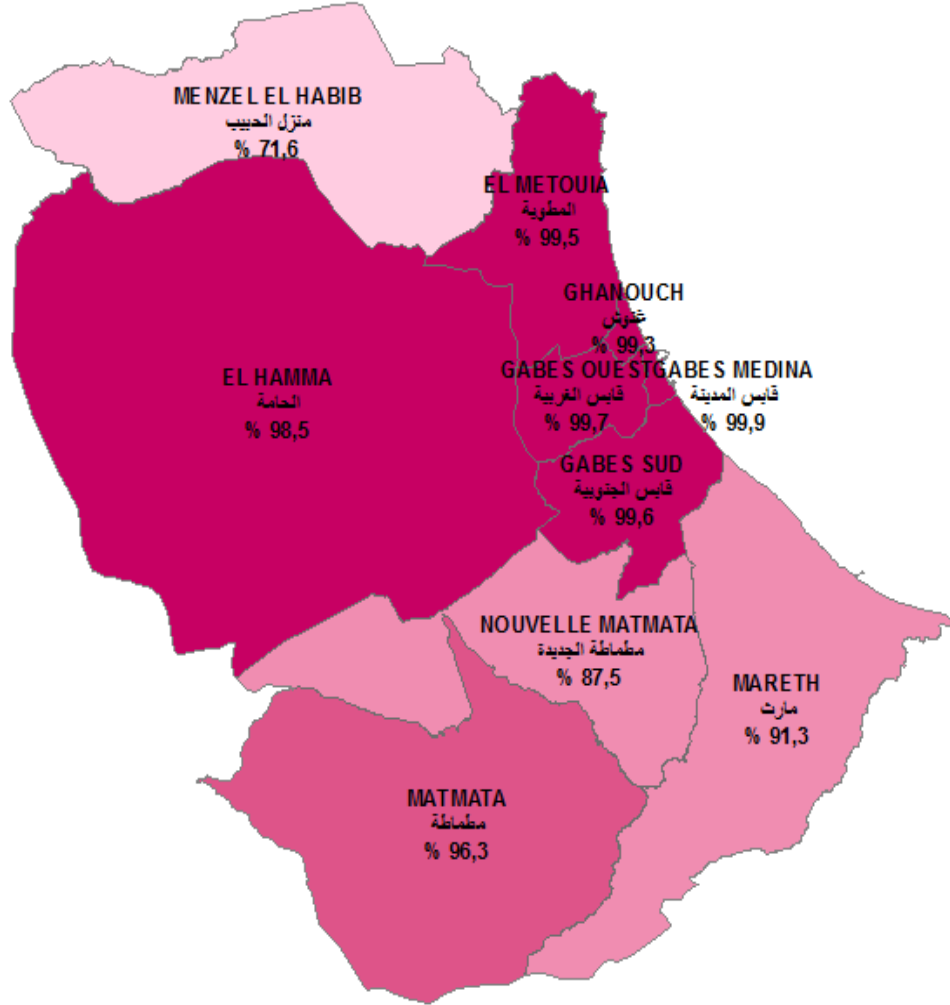 MENZEL EL HABIB
منزل الحبيب
% 71,6
EL METOUIA
المطوية
% 99,5
GHANOUCH
غنوش
% 99,3
GABES OUEST
قابس الغربية
% 99,7
GABES MEDINA
قابس المدينة
% 99,9
EL HAMMA
الحامة
% 98,5
GABES SUD
قابس الجنوبية
% 99,6
NOUVELLE MATMATA
مطماطة الجديدة
% 87,5
MARETH
مارث
% 91,3
MATMATA
مطماطة
% 96,3